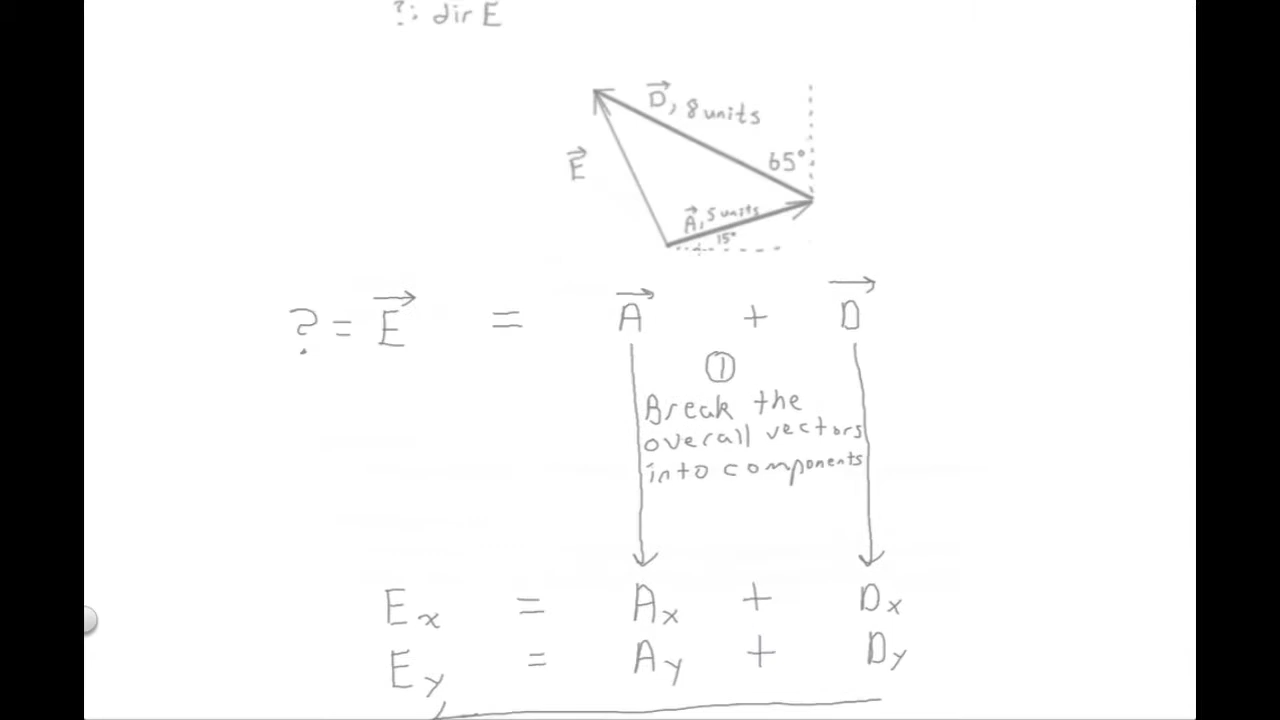 ?: dir E
D, 8 units
E
65°
A, 5 units
15°
? = E = A + D
1
Break the
overall vectors
into components
Ex = Ax + Dx
Ey = Ay + Dy